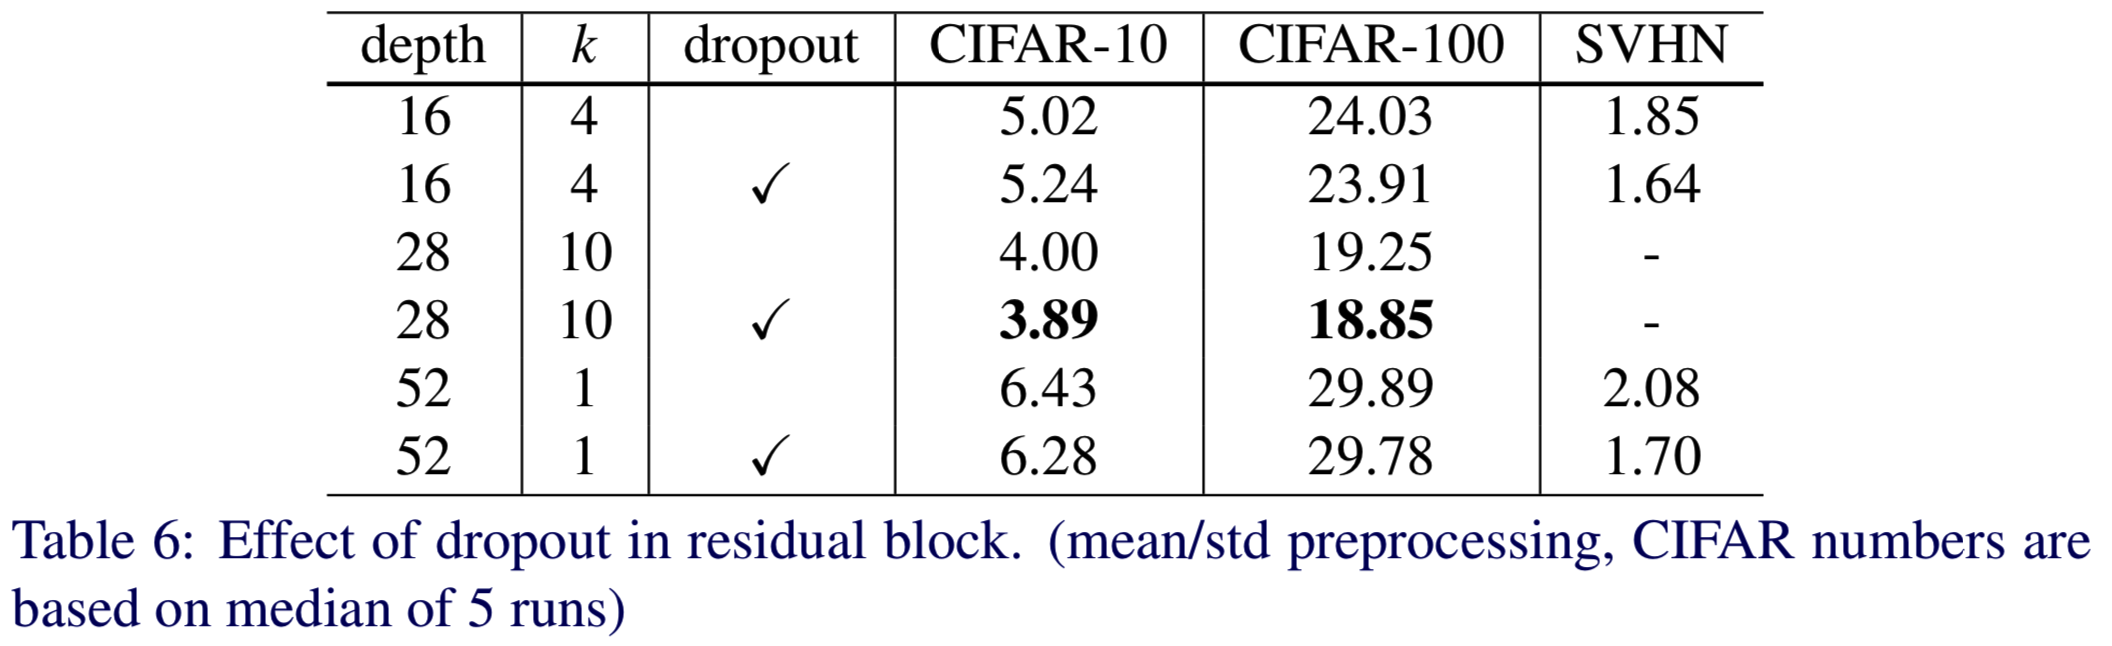 depth k dropout CIFAR-10 CIFAR-100 SVHN
16 4 5.02 24.03 1.85
16 4 ✓ 5.24 23.91 1.64
28 10 4.00 19.25 -
28 10 ✓ 3.89 18.85 -
52 1 6.43 29.89 2.08
52 1 ✓ 6.28 29.78 1.70
Table 6: Effect of dropout in residual block. (mean/std preprocessing, CIFAR numbers are
based on median of 5 runs)